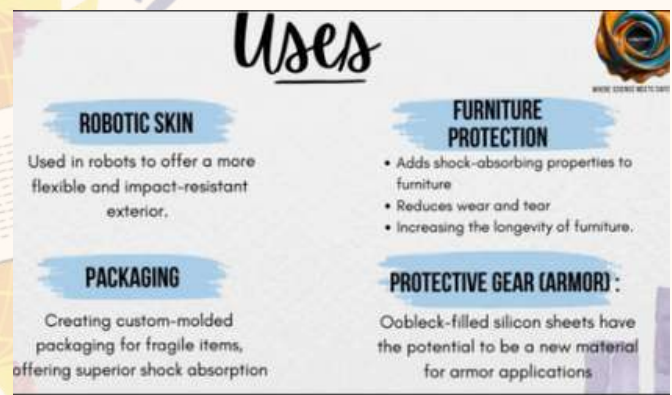 Uses
ROBOTIC SKIN
Used in robots to offer a more
flexible and impact-resistant
exterior.
FURNITURE
PROTECTION
• Adds shock-absorbing properties to
furniture
• Reduces wear and tear
• Increasing the longevity of furniture.
PACKAGING
Creating custom-molded
packaging for fragile items,
offering superior shock absorption
PROTECTIVE GEAR (ARMOR) :
Oobleck-filled silicon sheets have
the potential to be a new material
for armor applications
WHERE SCIENCE MEETS